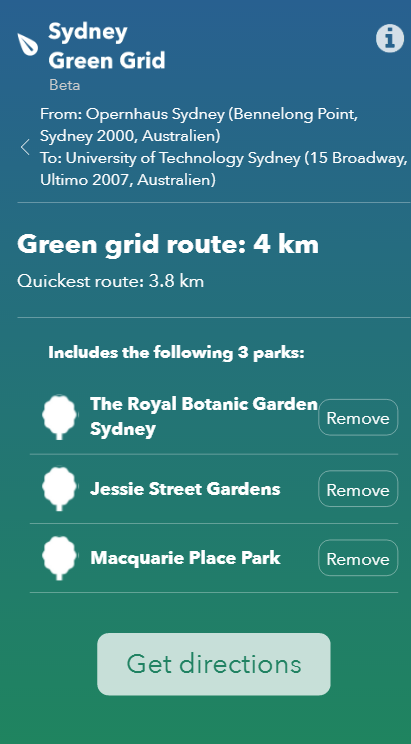 Sydney
Green Grid
Beta
From: Opernhaus Sydney (Bennelong Point,
Sydney 2000, Australien)
To: University of Technology Sydney (15 Broadway,
Ultimo 2007, Australien)
Green grid route: 4 km
Quickest route: 3.8 km
Includes the following 3 parks:
The Royal Botanic Garden
Sydney
Remove
Jessie Street Gardens
Remove
Macquarie Place Park
Remove
Get directions